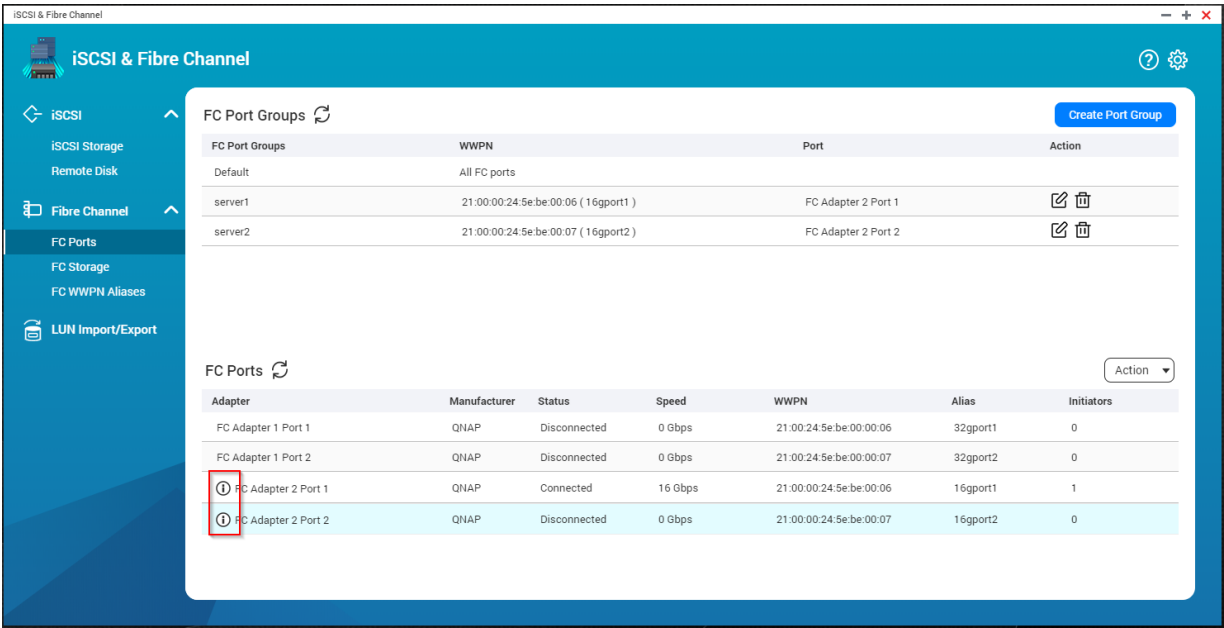 iSCSI & Fibre Channel
iSCSI & Fibre Channel
iSCSI
iSCSI Storage
Remote Disk
Fibre Channel
FC Ports
FC Storage
FC WWPN Aliases
LUN Import/Export
FC Port Groups
Create Port Group
FC Port Groups WWPN Port Action
Default All FC ports
server1 21:00:00:24:5e:be:00:06 ( 16gport1 ) FC Adapter 2 Port 1
server2 21:00:00:24:5e:be:00:07 ( 16gport2 ) FC Adapter 2 Port 2
FC Ports
Action
Adapter Manufacturer Status Speed WWPN Alias Initiators
FC Adapter 1 Port 1 QNAP Disconnected 0 Gbps 21:00:24:5e:be:00:00:06 32gport1 0
FC Adapter 1 Port 2 QNAP Disconnected 0 Gbps 21:00:24:5e:be:00:00:07 32gport2 0
FC Adapter 2 Port 1 QNAP Connected 16 Gbps 21:00:00:24:5e:be:00:06 16gport1 1
FC Adapter 2 Port 2 QNAP Disconnected 0 Gbps 21:00:00:24:5e:be:00:07 16gport2 0